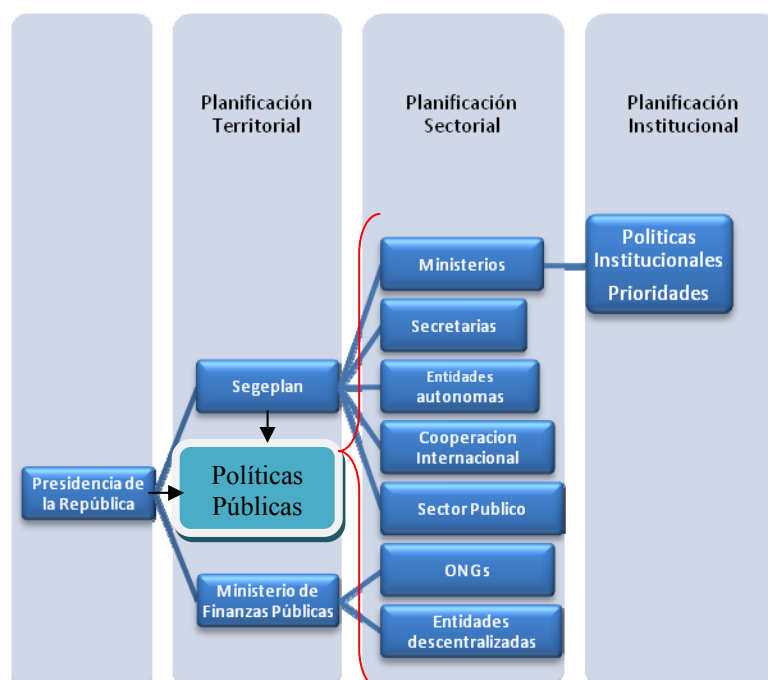 Planificación
Territorial
Planificación
Sectorial
Planificación
Institucional
Presidencia de
la República
Segeplan
Políticas
Públicas
Ministerio de
Finanzas Públicas
Ministerios
Secretarias
Entidades
autonomas
Cooperacion
Internacional
Sector Publico
ONGs
Entidades
descentralizadas
Politicas
Institucionales
Prioridades